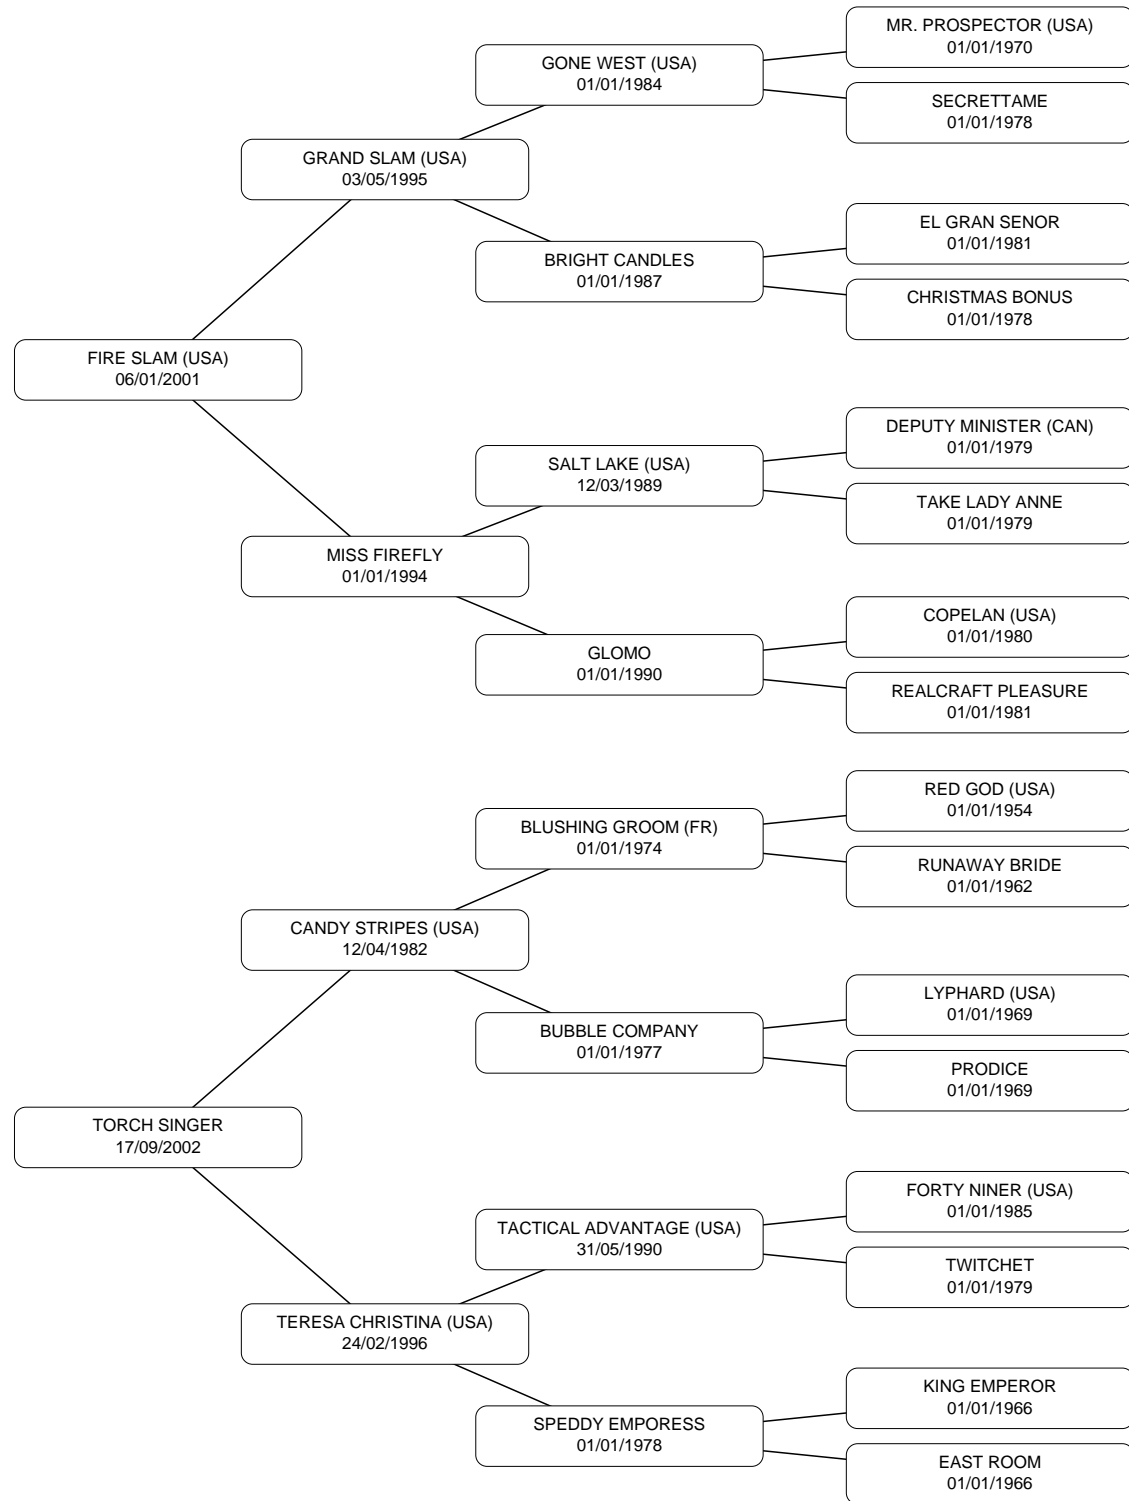 MR. PROSPECTOR (USA)
01/01/1970
GONE WEST (USA)
01/01/1984
SECRETTAME
01/01/1978
GRAND SLAM (USA)
03/05/1995
EL GRAN SENOR
01/01/1981
BRIGHT CANDLES
01/01/1987
CHRISTMAS BONUS
01/01/1978
FIRE SLAM (USA)
06/01/2001
DEPUTY MINISTER (CAN)
01/01/1979
SALT LAKE (USA)
12/03/1989
TAKE LADY ANNE
01/01/1979
MISS FIREFLY
01/01/1994
COPELAN (USA)
01/01/1980
GLOMO
01/01/1990
REALCRAFT PLEASURE
01/01/1981
RED GOD (USA)
01/01/1954
BLUSHING GROOM (FR)
01/01/1974
RUNAWAY BRIDE
01/01/1962
CANDY STRIPES (USA)
12/04/1982
LYPHARD (USA)
01/01/1969
BUBBLE COMPANY
01/01/1977
PRODICE
01/01/1969
TORCH SINGER
17/09/2002
FORTY NINER (USA)
01/01/1985
TACTICAL ADVANTAGE (USA)
31/05/1990
TWITCHET
01/01/1979
TERESA CHRISTINA (USA)
24/02/1996
KING EMPEROR
01/01/1966
SPEDDY EMPORESS
01/01/1978
EAST ROOM
01/01/1966